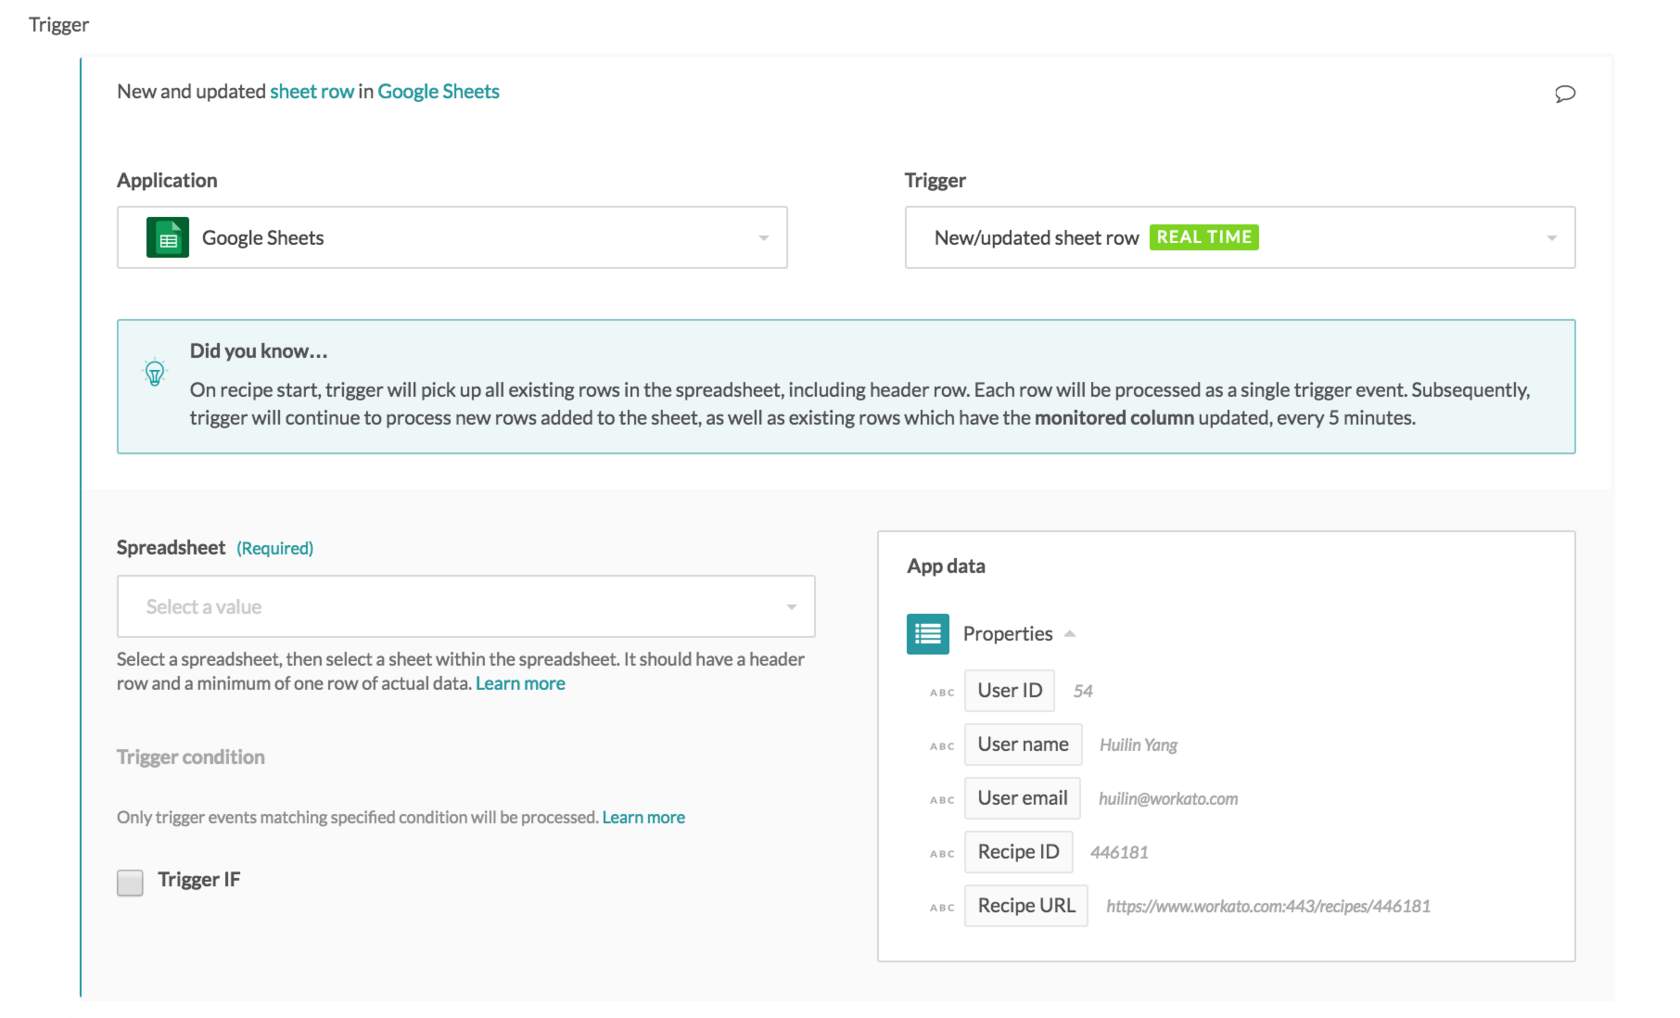 Trigger
New and updated sheet row in Google Sheets
Application
Trigger
Google Sheets
New/updated sheet row REAL TIME
Did you know...
On recipe start, trigger will pick up all existing rows in the spreadsheet, including header row. Each row will be processed as a single trigger event. Subsequently,
trigger will continue to process new rows added to the sheet, as well as existing rows which have the monitored column updated, every 5 minutes.
Spreadsheet (Required)
Select a value
Select a spreadsheet, then select a sheet within the spreadsheet. It should have a header
row and a minimum of one row of actual data. Learn more
Trigger condition
Only trigger events matching specified condition will be processed. Learn more
Trigger IF
App data
Properties
ABC User ID 54
ABC User name Huilin Yang
ABC User email huilin@workato.com
ABC Recipe ID 446181
ABC Recipe URL https://www.workato.com:443/recipes/446181